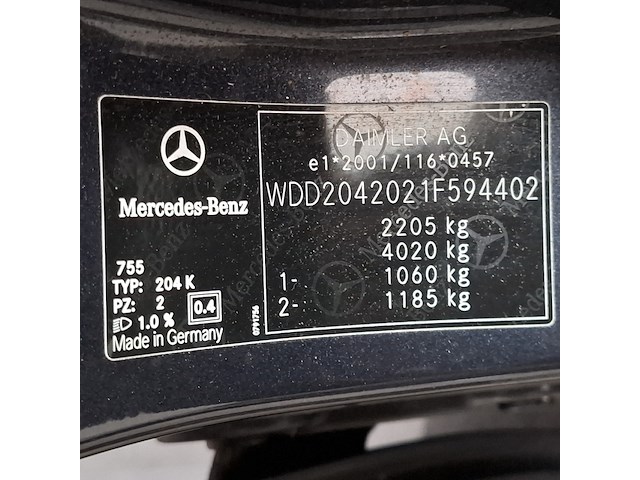 Mercedes-Benz
755
TYP: 204 K
PZ: 2
0.4
1.0 %
Made in Germany
0791756
DAIMLER AG
e1*2001/116*0457
WDD2042021F594402
2205 kg
4020 kg
1- 1060 kg
2- 1185 kg